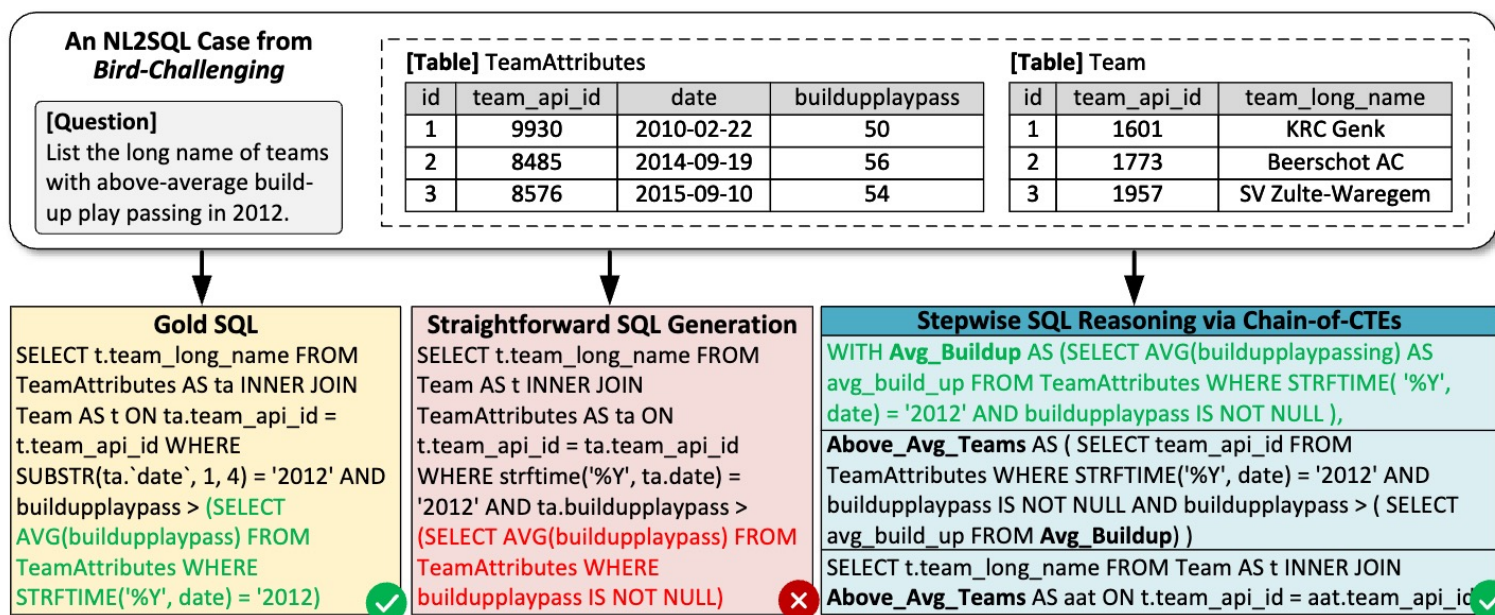 An NL2SQL Case from
Bird-Challenging
[Question]
List the long name of teams
with above-average build-
up play passing in 2012.
[Table] TeamAttributes
id team_api_id date buildupplaypass
1 9930 2010-02-22 50
2 8485 2014-09-19 56
3 8576 2015-09-10 54
[Table] Team
id team_api_id team_long_name
1 1601 KRC Genk
2 1773 Beerschot AC
3 1957 SV Zulte-Waregem
Gold SQL
SELECT t.team_long_name FROM
TeamAttributes AS ta INNER JOIN
Team AS t ON ta.team_api_id =
t.team_api_id WHERE
SUBSTR(ta.`date`, 1, 4) = '2012' AND
buildupplaypass > (SELECT
AVG(buildupplaypass) FROM
TeamAttributes WHERE
STRFTIME('%Y', date) = '2012)
Straightforward SQL Generation
SELECT t.team_long_name FROM
Team AS t INNER JOIN
TeamAttributes AS ta ON
t.team_api_id = ta.team_api_id
WHERE strftime('%Y', ta.date) =
'2012' AND ta.buildupplaypass >
(SELECT AVG(buildupplaypass) FROM
TeamAttributes WHERE
buildupplaypass IS NOT NULL)
Stepwise SQL Reasoning via Chain-of-CTEs
WITH Avg_Buildup AS (SELECT AVG(buildupplaypassing) AS
avg_build_up FROM TeamAttributes WHERE STRFTIME( '%Y',
date) = '2012' AND buildupplaypass IS NOT NULL ),
Above_Avg_Teams AS ( SELECT team_api_id FROM
TeamAttributes WHERE STRFTIME('%Y', date) = '2012' AND
buildupplaypass IS NOT NULL AND buildupplaypass > ( SELECT
avg_build_up FROM Avg_Buildup) )
SELECT t.team_long_name FROM Team AS t INNER JOIN
Above_Avg_Teams AS aat ON t.team_api_id = aat.team_api_id